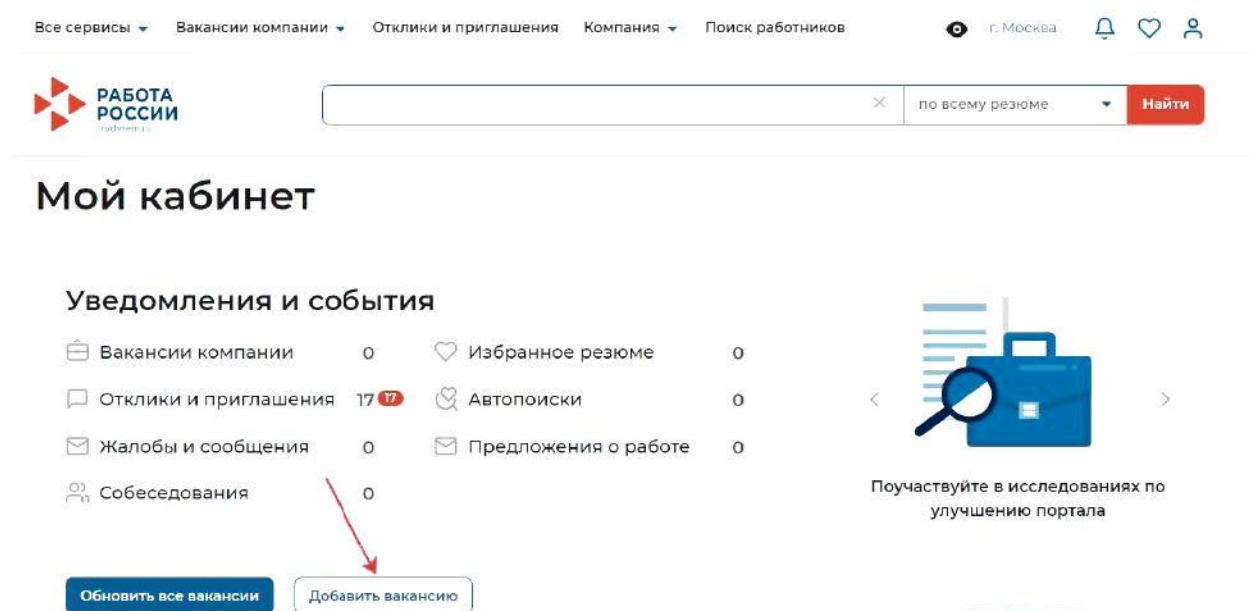 Все сервисы Вакансии компании Отклики и приглашения Компания Поиск работников г. Москва
РАБОТА
РОССИИ
по всему резюме Найти
Мой кабинет
Уведомления и события
Вакансии компании 0 Избранное резюме 0
Отклики и приглашения 17 17 Автопоиски 0
Жалобы и сообщения 0 Предложения о работе 0
Собеседования 0
Поучаствуйте в исследованиях по
улучшению портала
Обновить все вакансии Добавить вакансию